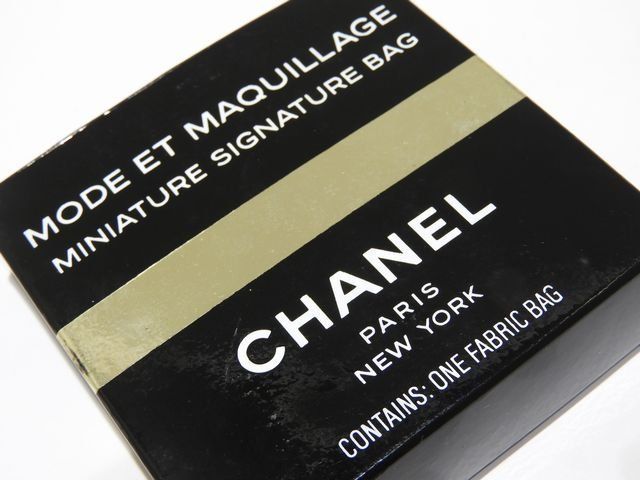 MODE ET MAQUILLAGE
MINIATURE SIGNATURE BAG
CHANEL
PARIS
NEW YORK
CONTAINS: ONE FABRIC BAG